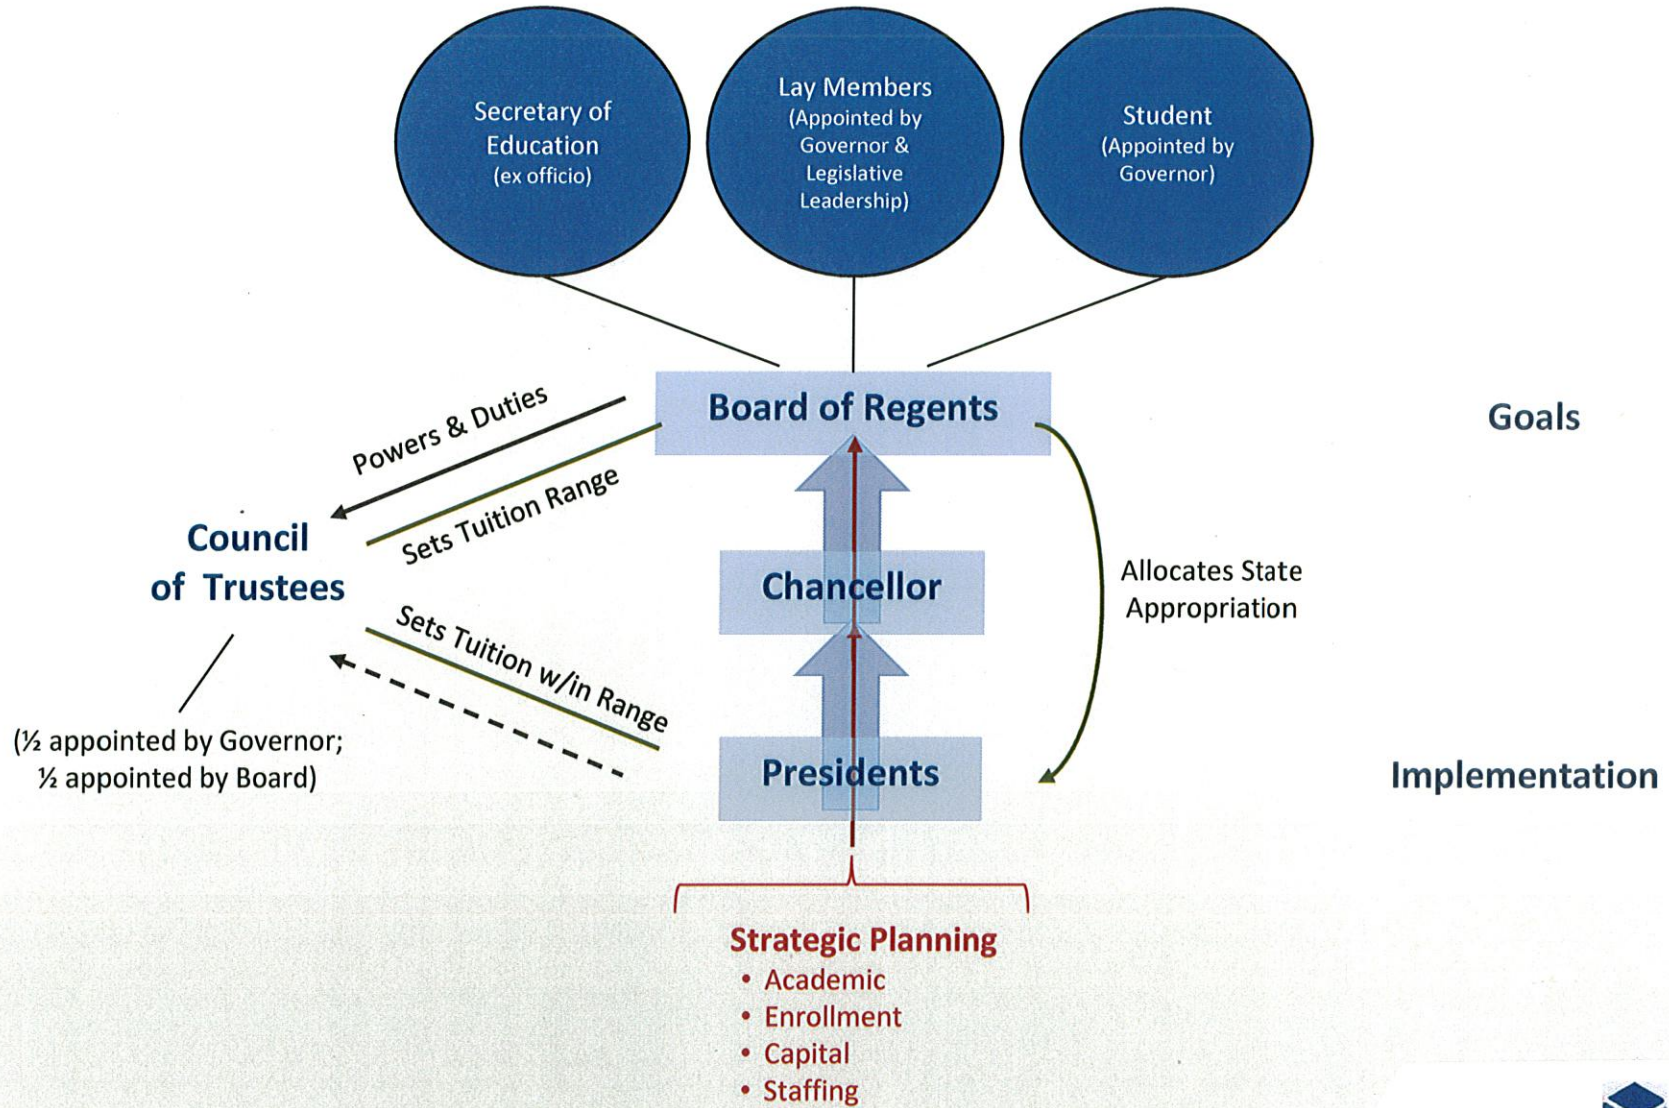 Secretary of
Education
(ex officio)
Lay Members
(Appointed by
Governor &
Legislative
Leadership)
Student
(Appointed by
Governor)
Board of Regents
Goals
Powers & Duties
Sets Tuition Range
Council
of Trustees
Chancellor
Allocates State
Appropriation
Sets Tuition w/in Range
(½ appointed by Governor;
½ appointed by Board)
Presidents
Implementation
Strategic Planning
• Academic
• Enrollment
• Capital
• Staffing